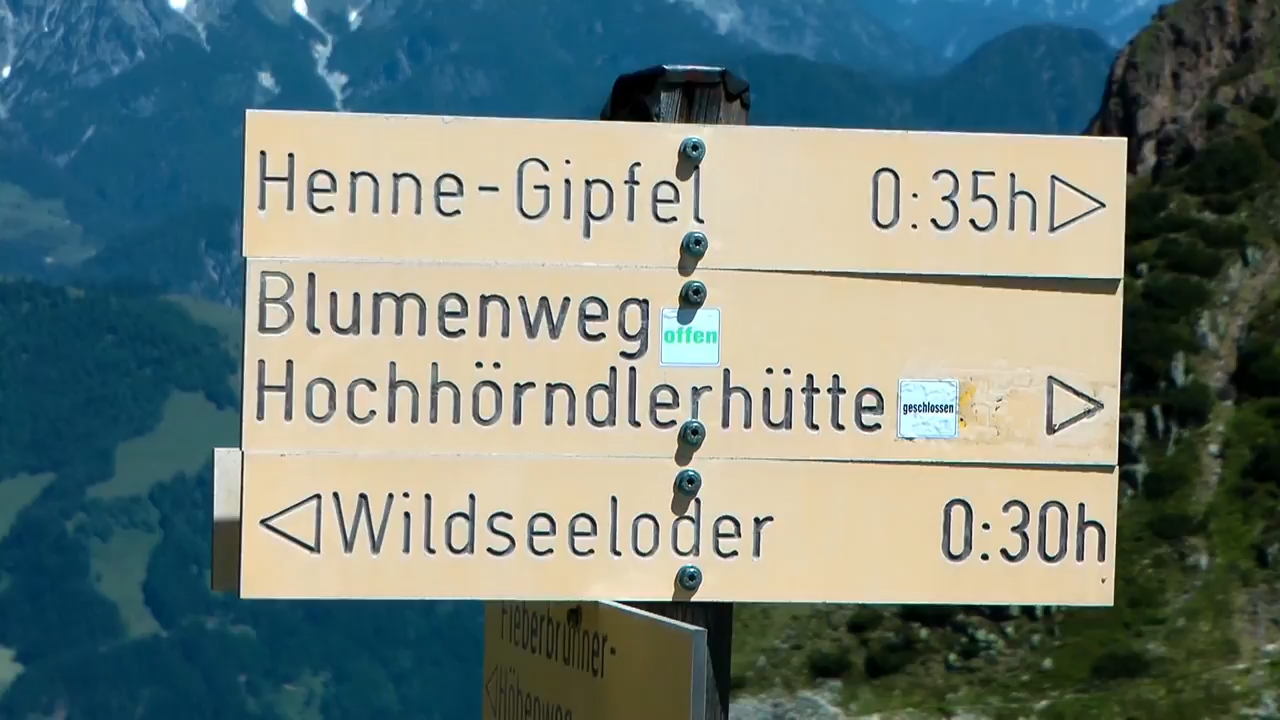 Henne-Gipfel 0:35h
Blumenweg offen
Hochhörndlerhütte geschlossen
Wildseeloder 0:30h
Fieberbrunner-
Höhenweg